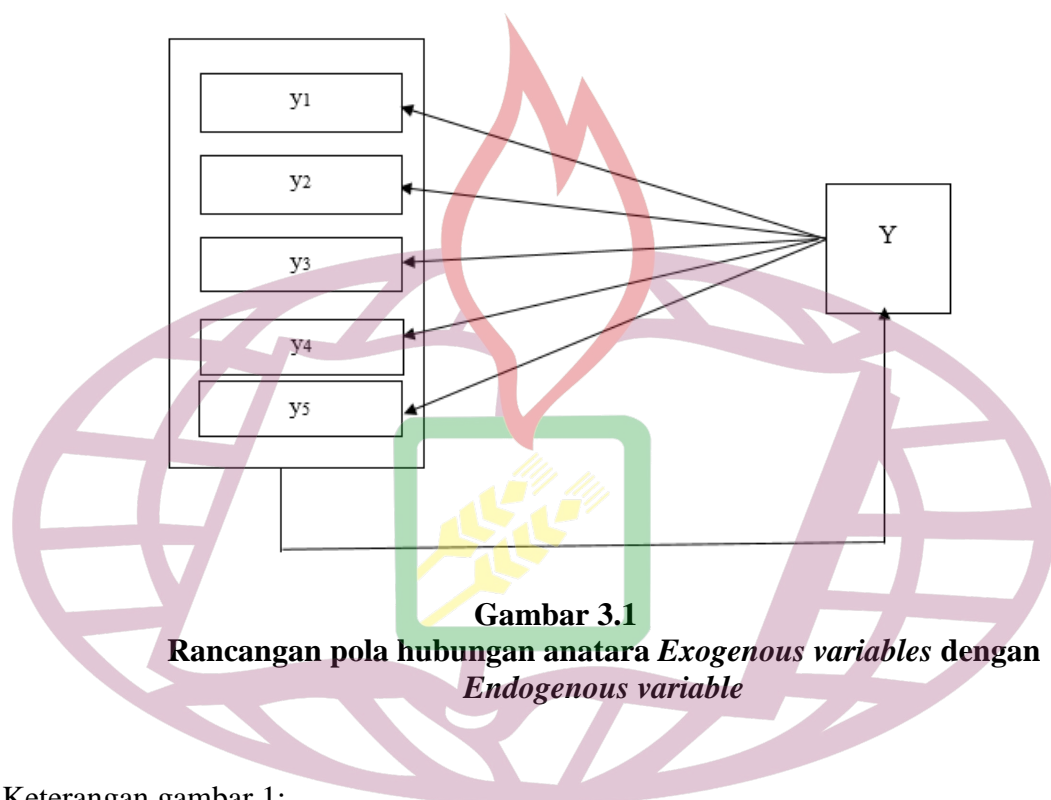 y1
y2
y3
y4
y5
Y
Gambar 3.1
Rancangan pola hubungan anatara Exogenous variables dengan
Endogenous variable
Keterangan gambar 1: